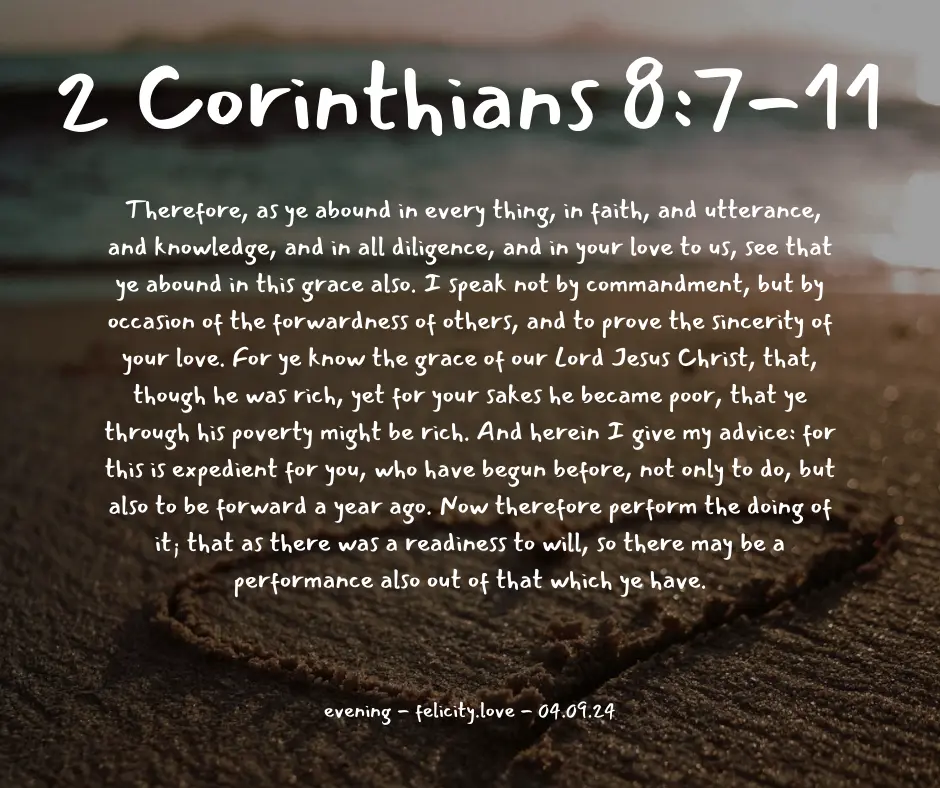 2 Corinthians 8:7-11
Therefore, as ye abound in every thing, in faith, and utterance,
and knowledge, and in all diligence, and in your love to us, see that
ye abound in this grace also. I speak not by commandment, but by
occasion of the forwardness of others, and to prove the sincerity of
your love. For ye know the grace of our Lord Jesus Christ, that,
though he was rich, yet for your sakes he became poor, that ye
through his poverty might be rich. And herein I give my advice: for
this is expedient for you, who have begun before, not only to do, but
also to be forward a year ago. Now therefore perform the doing of
it; that as there was a readiness to will, so there may be a
performance also out of that which ye have.
evening - felicity.love - 04.09.24